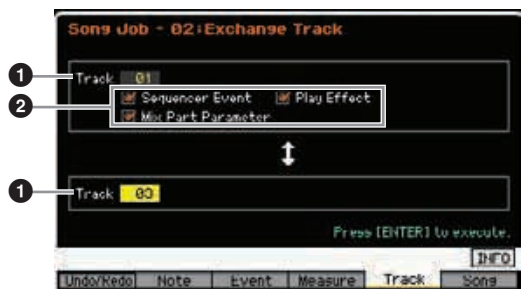 Song Job - 02:Exchange Track
1 Track 01
2 Sequencer Event Play Effect
Mix Part Parameter
1 Track 03
Press [ENTER] to execute.
INFO
Undo/Redo Note Event Measure Track Song